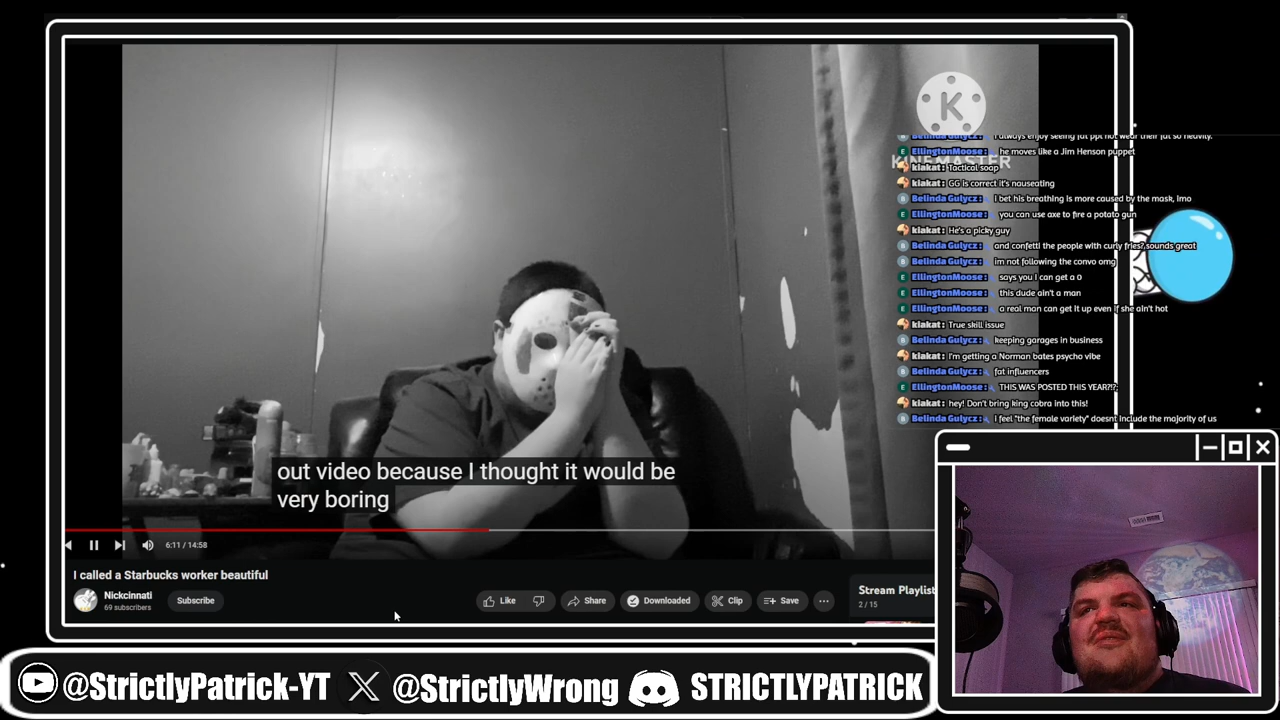 K
KINEMASTER
Belinda Gulycz: I always enjoy seeing fat ppl not wear their fat so heavily.
EllingtonMoose: he moves like a Jim Henson puppet
kiakat: Tactical soap
kiakat: GG is correct it's nauseating
Belinda Gulycz: I bet his breathing is more caused by the mask, imo
EllingtonMoose: you can use axe to fire a potato gun
kiakat: He's a picky guy
Belinda Gulycz: and confetti the people with curly fries? sounds great
Belinda Gulycz: im not following the convo omg
EllingtonMoose: says you I can get a 0
EllingtonMoose: this dude ain't a man
EllingtonMoose: a real man can get it up even if she ain't hot
kiakat: True skill issue
Belinda Gulycz: keeping garages in business
kiakat: I'm getting a Norman bates psycho vibe
Belinda Gulycz: fat influencers
EllingtonMoose: THIS WAS POSTED THIS YEAR?!?;
kiakat: hey! Don't bring king cobra into this!
Belinda Gulycz: I feel "the female variety" doesnt include the majority of us
out video because I thought it would be
very boring
6:11 / 14:58
I called a Starbucks worker beautiful
Nickcinnati
69 subscribers
Subscribe
Like
Share
Downloaded
Clip
Save
Stream Playlist
2 / 15
@StrictlyPatrick-YT
@StrictlyWrong
STRICTLYPATRICK